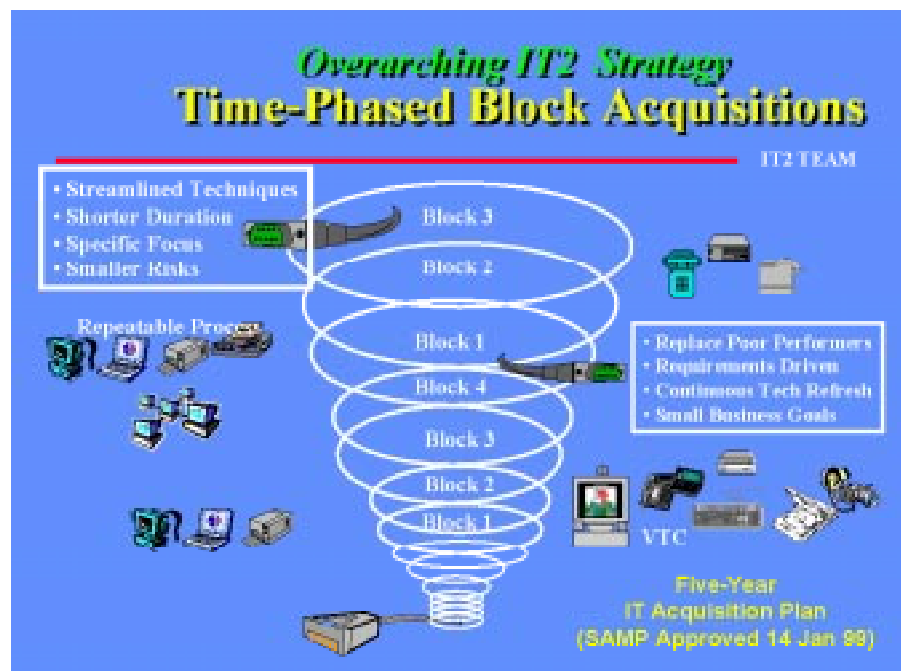 Overarching IT2 Strategy
Time-Phased Block Acquisitions
IT2 TEAM
• Streamlined Techniques
• Shorter Duration
• Specific Focus
• Smaller Risks
Repeatable Proce
Block 3
Block 2
Block 1
Block 4
Block 3
Block 2
Block 1
• Replace Poor Performers
• Requirements Driven
• Continuous Tech Refresh
• Small Business Goals
VTC
Five-Year
IT Acquisition Plan
(SAMP Approved 14 Jan 99)